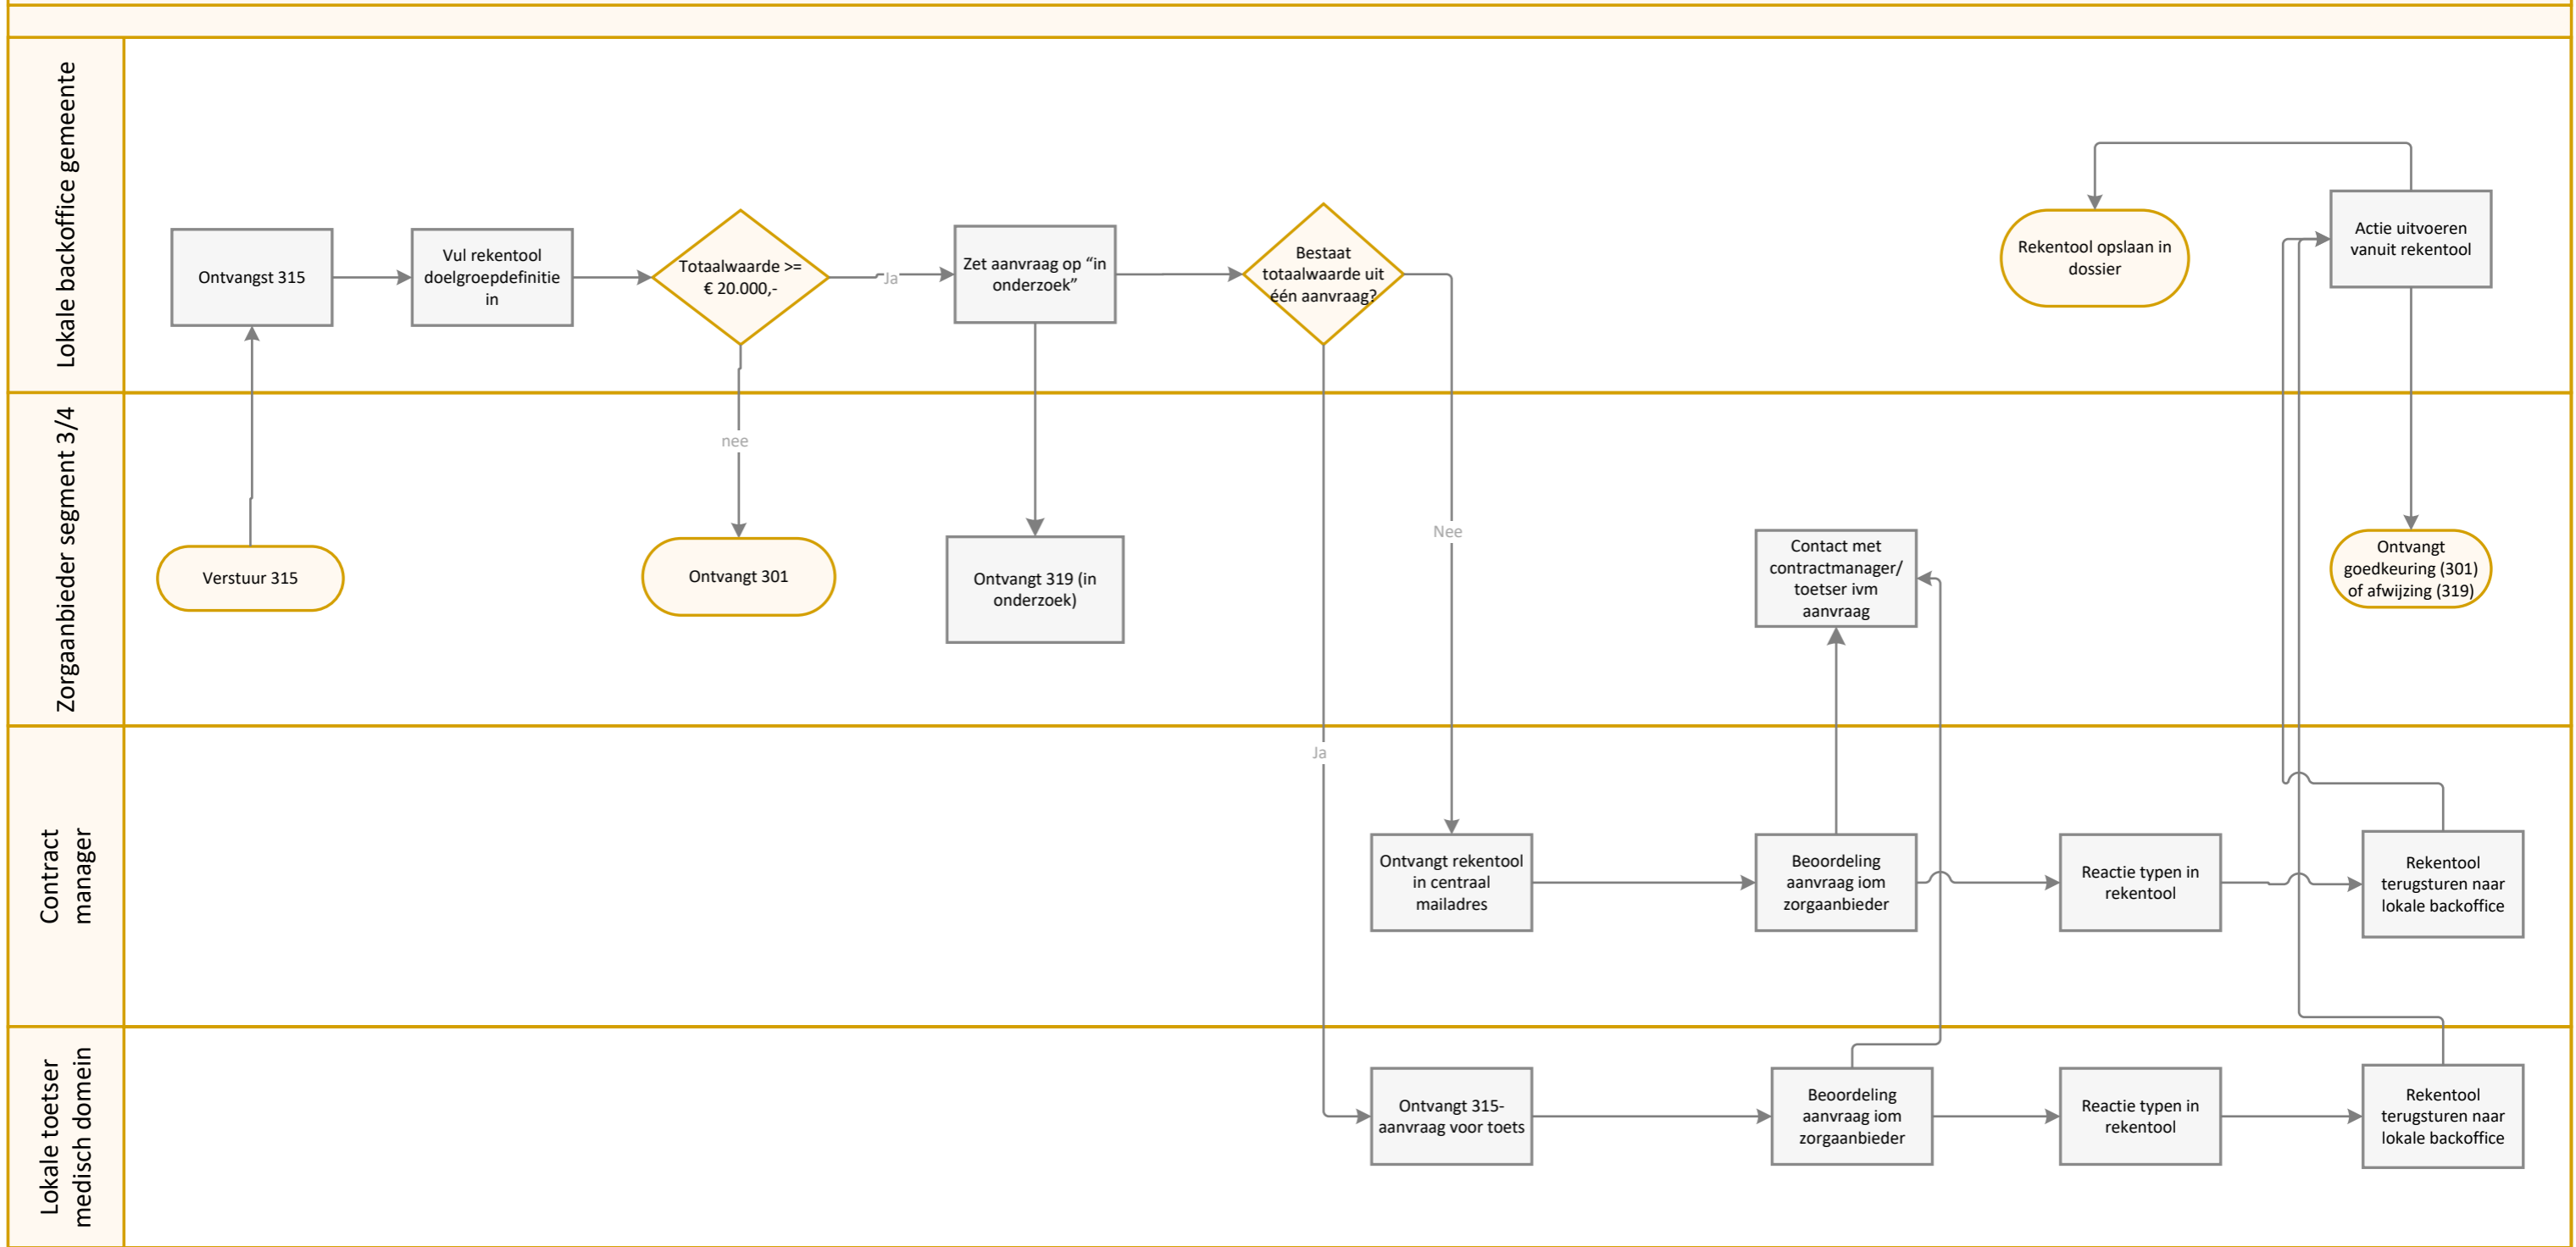 Lokale backoffice gemeente
Ontvangst 315
Vul rekentool
doelgroepdefinitie
in
Totaalwaarde >=
€ 20.000,-
Ja
Zet aanvraag op “in
onderzoek”
Bestaat
totaalwaarde uit
één aanvraag?
Rekentool opslaan in
dossier
Actie uitvoeren
vanuit rekentool
Zorgaanbieder segment 3/4
Verstuur 315
nee
Ontvangt 301
Ontvangt 319 (in
onderzoek)
Nee
Contact met
contractmanager/
toetser ivm
aanvraag
Ontvangt
goedkeuring (301)
of afwijzing (319)
Contract
manager
Ja
Ontvangt rekentool
in centraal
mailadres
Beoordeling
aanvraag iom
zorgaanbieder
Reactie typen in
rekentool
Rekentool
terugsturen naar
lokale backoffice
Lokale toetser
medisch domein
Ontvangt 315-
aanvraag voor toets
Beoordeling
aanvraag iom
zorgaanbieder
Reactie typen in
rekentool
Rekentool
terugsturen naar
lokale backoffice